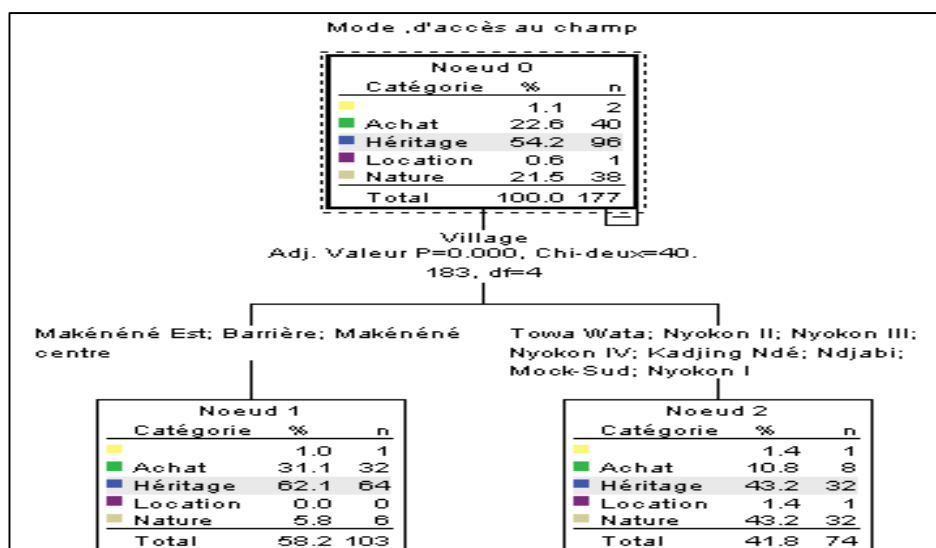 Mode ,d'accès au champ
Noeud 0
Catégorie % n
1.1 2
Achat 22.6 40
Héritage 54.2 96
Location 0.6 1
Nature 21.5 38
Total 100.0 177
Village
Adj. Valeur P=0.000, Chi-deux=40.
183, df=4
Makénéné Est; Barrière; Makénéné
centre
Noeud 1
Catégorie % n
1.0 1
Achat 31.1 32
Héritage 62.1 64
Location 0.0 0
Nature 5.8 6
Total 58.2 103
Towa Wata; Nyokon II; Nyokon III;
Nyokon IV; Kadjing Ndé; Ndjabi;
Mock-Sud; Nyokon I
Noeud 2
Catégorie % n
1.4 1
Achat 10.8 8
Héritage 43.2 32
Location 1.4 1
Nature 43.2 32
Total 41.8 74